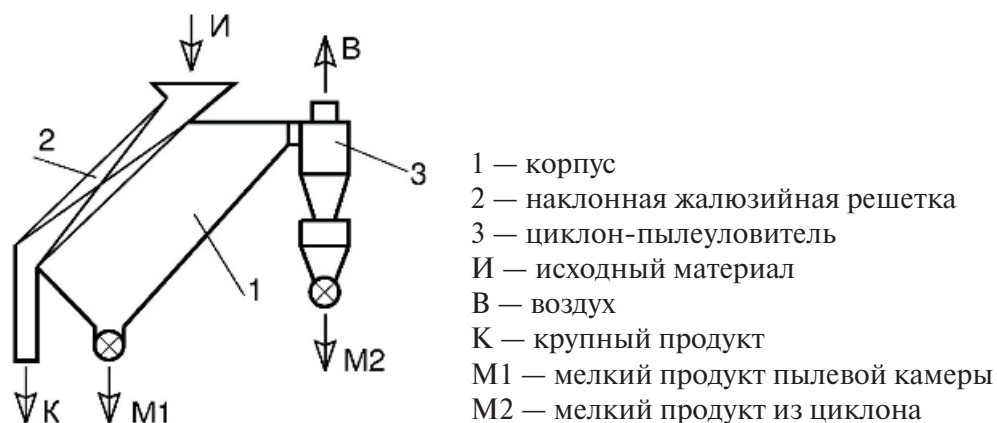 И
В
2
3
1
М2
К
М1
1 — корпус
2 — наклонная жалюзийная решетка
3 — циклон-пылеуловитель
И — исходный материал
В — воздух
К — крупный продукт
М1 — мелкий продукт пылевой камеры
М2 — мелкий продукт из циклона